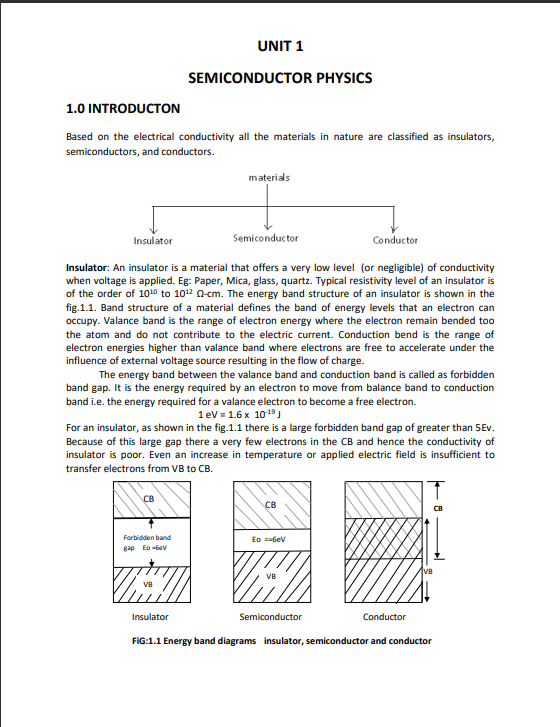 UNIT 1
SEMICONDUCTOR PHYSICS
1.0 INTRODUCTON
Based on the electrical conductivity all the materials in nature are classified as insulators,
semiconductors, and conductors.
materials
Insulator Semiconductor Conductor
Insulator: An insulator is a material that offers a very low level (or negligible) of conductivity
when voltage is applied. Eg: Paper, Mica, glass, quartz. Typical resistivity level of an insulator is
of the order of 10¹⁰ to 10¹² Ω-cm. The energy band structure of an insulator is shown in the
fig.1.1. Band structure of a material defines the band of energy levels that an electron can
occupy. Valance band is the range of electron energy where the electron remain bended too
the atom and do not contribute to the electric current. Conduction bend is the range of
electron energies higher than valance band where electrons are free to accelerate under the
influence of external voltage source resulting in the flow of charge.
The energy band between the valance band and conduction band is called as forbidden
band gap. It is the energy required by an electron to move from balance band to conduction
band i.e. the energy required for a valance electron to become a free electron.
1 eV = 1.6 x 10⁻¹⁹ J
For an insulator, as shown in the fig.1.1 there is a large forbidden band gap of greater than 5Ev.
Because of this large gap there a very few electrons in the CB and hence the conductivity of
insulator is poor. Even an increase in temperature or applied electric field is insufficient to
transfer electrons from VB to CB.
CB
Forbidden band
gap Eo =6eV
VB
CB
Eo ==6eV
VB
CB
VB
Insulator Semiconductor Conductor
FiG:1.1 Energy band diagrams insulator, semiconductor and conductor